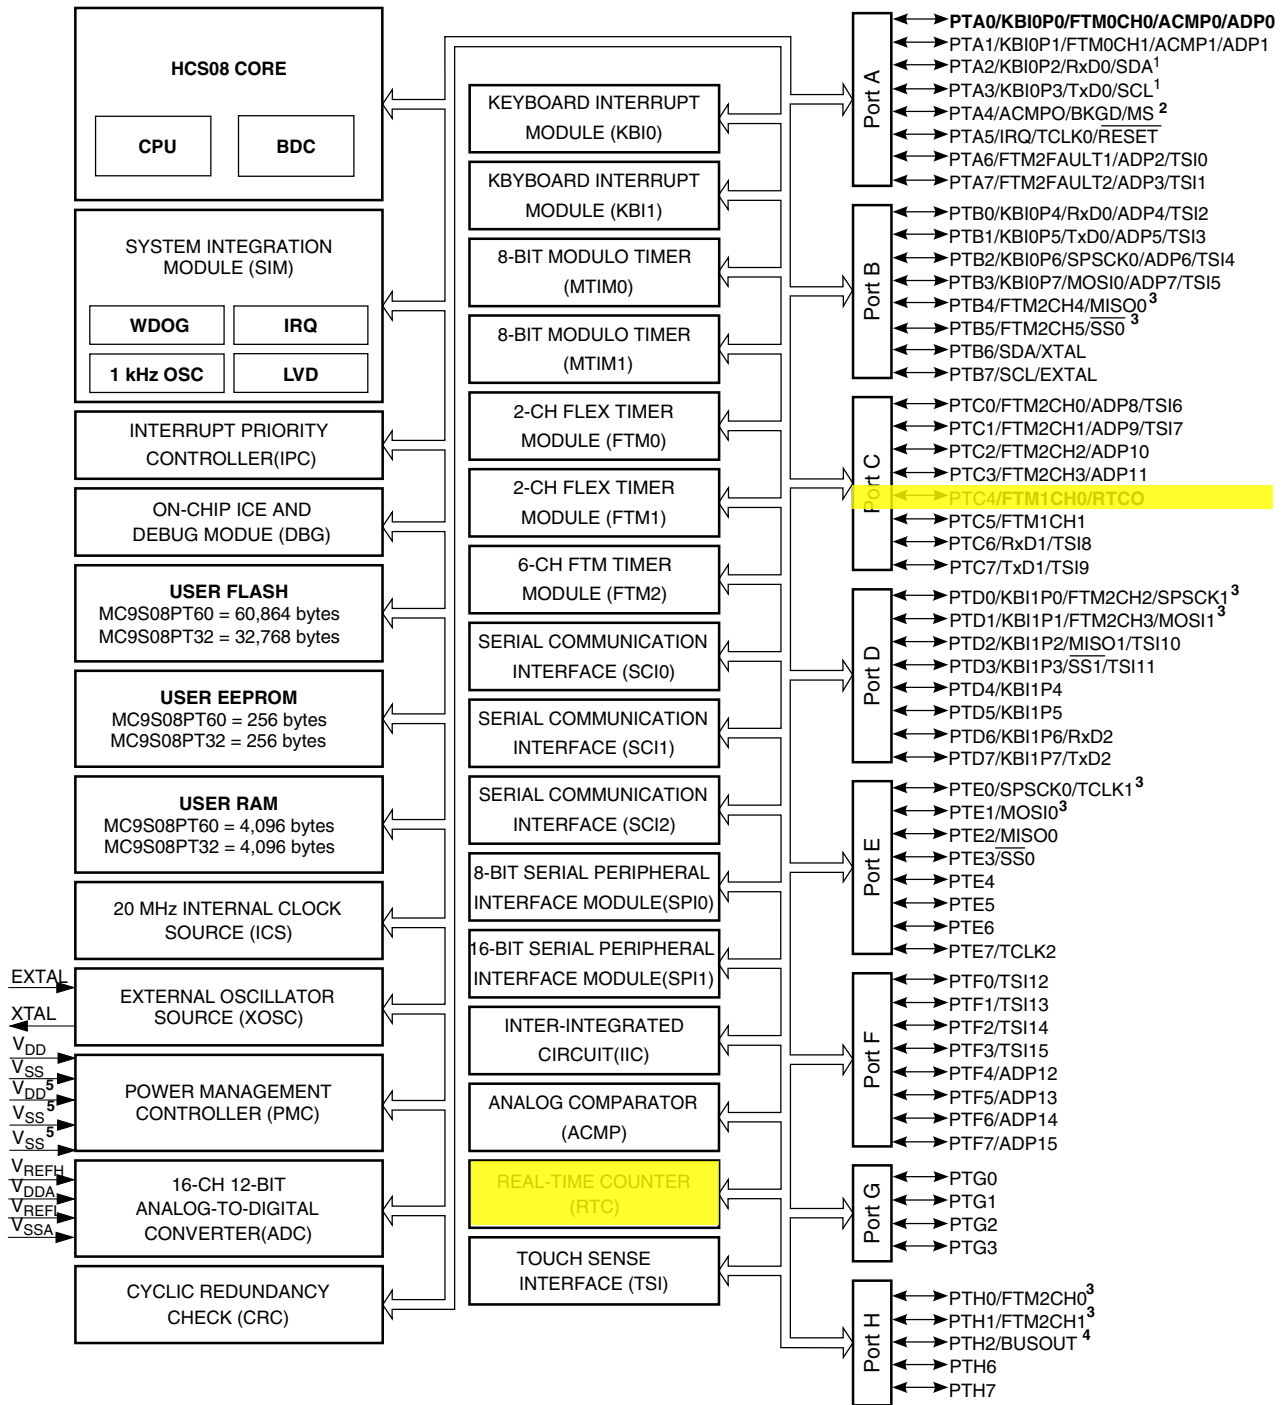 HCS08 CORE
CPU
BDC
SYSTEM INTEGRATION
MODULE (SIM)
WDOG
IRQ
1 kHz OSC
LVD
INTERRUPT PRIORITY
CONTROLLER(IPC)
ON-CHIP ICE AND
DEBUG MODUE (DBG)
USER FLASH
MC9S08PT60 = 60,864 bytes
MC9S08PT32 = 32,768 bytes
USER EEPROM
MC9S08PT60 = 256 bytes
MC9S08PT32 = 256 bytes
USER RAM
MC9S08PT60 = 4,096 bytes
MC9S08PT32 = 4,096 bytes
20 MHz INTERNAL CLOCK
SOURCE (ICS)
EXTERNAL OSCILLATOR
SOURCE (XOSC)
POWER MANAGEMENT
CONTROLLER (PMC)
16-CH 12-BIT
ANALOG-TO-DIGITAL
CONVERTER(ADC)
CYCLIC REDUNDANCY
CHECK (CRC)
EXTAL
XTAL
VDD
VSS
VDD5
VSS5
VSS5
VREFH
VDDA
VREFL
VSSA
KEYBOARD INTERRUPT
MODULE (KBI0)
KBYBOARD INTERRUPT
MODULE (KBI1)
8-BIT MODULO TIMER
(MTIM0)
8-BIT MODULO TIMER
(MTIM1)
2-CH FLEX TIMER
MODULE (FTM0)
2-CH FLEX TIMER
MODULE (FTM1)
6-CH FTM TIMER
MODULE (FTM2)
SERIAL COMMUNICATION
INTERFACE (SCI0)
SERIAL COMMUNICATION
INTERFACE (SCI1)
SERIAL COMMUNICATION
INTERFACE (SCI2)
8-BIT SERIAL PERIPHERAL
INTERFACE MODULE(SPI0)
16-BIT SERIAL PERIPHERAL
INTERFACE MODULE(SPI1)
INTER-INTEGRATED
CIRCUIT(IIC)
ANALOG COMPARATOR
(ACMP)
REAL-TIME COUNTER
(RTC)
TOUCH SENSE
INTERFACE (TSI)
Port A
PTA0/KBI0P0/FTM0CH0/ACMP0/ADP0
PTA1/KBI0P1/FTM0CH1/ACMP1/ADP1
PTA2/KBI0P2/RxD0/SDA1
PTA3/KBI0P3/TxD0/SCL1
PTA4/ACMPO/BKGD/MS 2
PTA5/IRQ/TCLK0/RESET
PTA6/FTM2FAULT1/ADP2/TSI0
PTA7/FTM2FAULT2/ADP3/TSI1
Port B
PTB0/KBI0P4/RxD0/ADP4/TSI2
PTB1/KBI0P5/TxD0/ADP5/TSI3
PTB2/KBI0P6/SPSCK0/ADP6/TSI4
PTB3/KBI0P7/MOSI0/ADP7/TSI5
PTB4/FTM2CH4/MISO0 3
PTB5/FTM2CH5/SS0 3
PTB6/SDA/XTAL
PTB7/SCL/EXTAL
Port C
PTC0/FTM2CH0/ADP8/TSI6
PTC1/FTM2CH1/ADP9/TSI7
PTC2/FTM2CH2/ADP10
PTC3/FTM2CH3/ADP11
PTC4/FTM1CH0/RTCO
PTC5/FTM1CH1
PTC6/RxD1/TSI8
PTC7/TxD1/TSI9
Port D
PTD0/KBI1P0/FTM2CH2/SPSCK1 3
PTD1/KBI1P1/FTM2CH3/MOSI1 3
PTD2/KBI1P2/MISO1/TSI10
PTD3/KBI1P3/SS1/TSI11
PTD4/KBI1P4
PTD5/KBI1P5
PTD6/KBI1P6/RxD2
PTD7/KBI1P7/TxD2
Port E
PTE0/SPSCK0/TCLK1 3
PTE1/MOSI0 3
PTE2/MISO0
PTE3/SS0
PTE4
PTE5
PTE6
PTE7/TCLK2
Port F
PTF0/TSI12
PTF1/TSI13
PTF2/TSI14
PTF3/TSI15
PTF4/ADP12
PTF5/ADP13
PTF6/ADP14
PTF7/ADP15
Port G
PTG0
PTG1
PTG2
PTG3
Port H
PTH0/FTM2CH0 3
PTH1/FTM2CH1 3
PTH2/BUSOUT 4
PTH6
PTH7